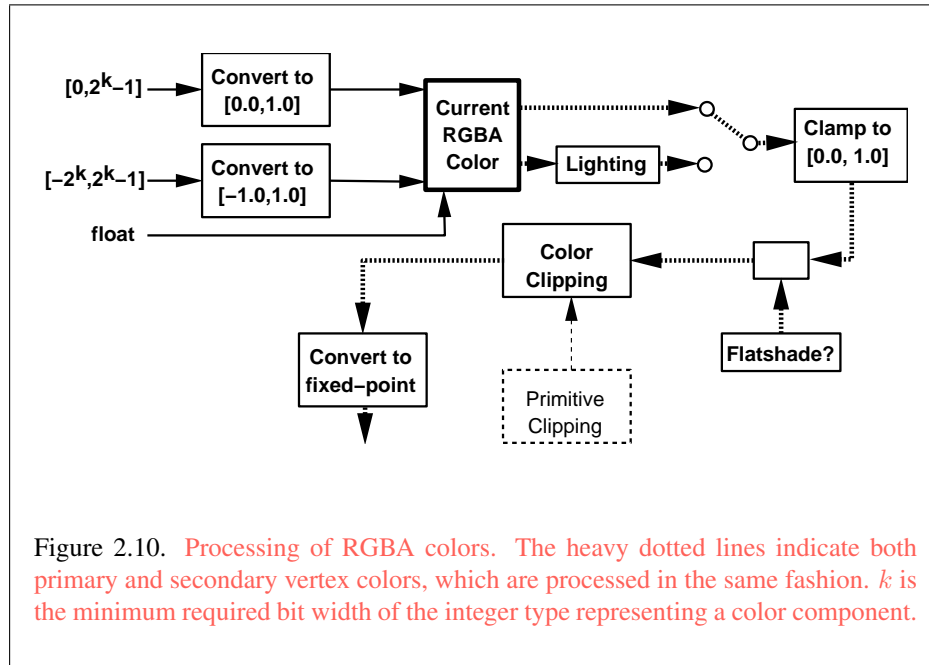 [0,2^k−1]
Convert to
[0.0,1.0]
Current
RGBA
Color
Clamp to
[0.0, 1.0]
[−2^k,2^k−1]
Convert to
[−1.0,1.0]
Lighting
float
Color
Clipping
Flatshade?
Convert to
fixed−point
Primitive
Clipping
Figure 2.10. Processing of RGBA colors. The heavy dotted lines indicate both
primary and secondary vertex colors, which are processed in the same fashion. k is
the minimum required bit width of the integer type representing a color component.